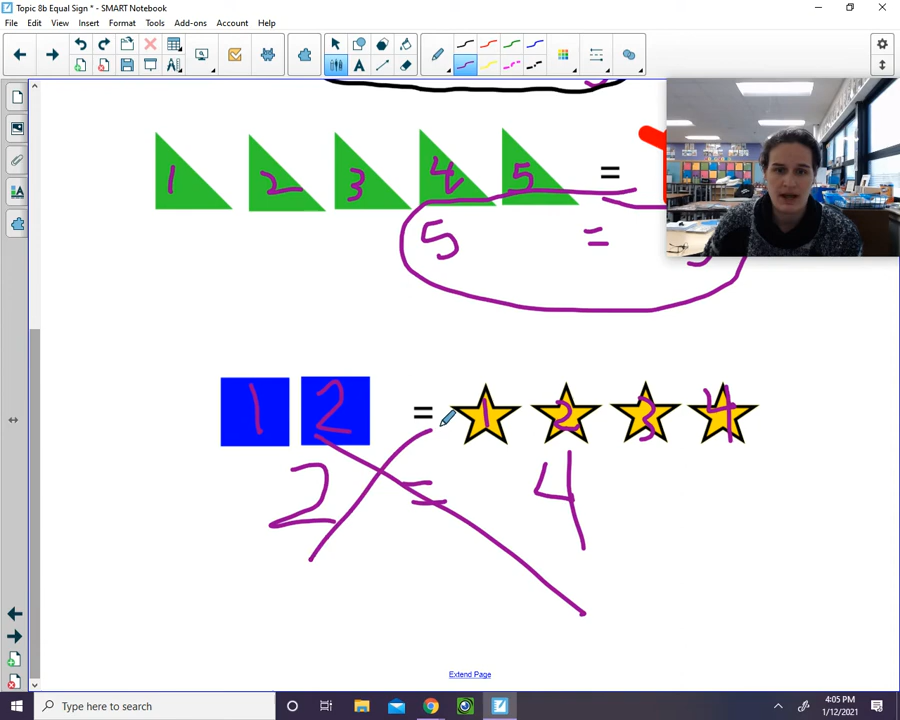 Topic 8b Equal Sign * - SMART Notebook
File Edit View Insert Format Tools Add-ons Account Help
1 2 3 4 5 =
5 = 5
1 2 = 1 2 3 4
2 = 4
Extend Page
Type here to search
4:05 PM
1/12/2021